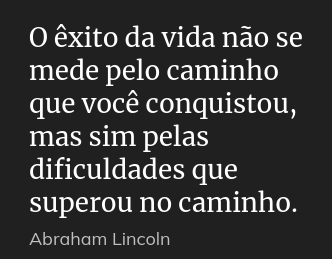 O êxito da vida não se
mede pelo caminho
que você conquistou,
mas sim pelas
dificuldades que
superou no caminho.
Abraham Lincoln